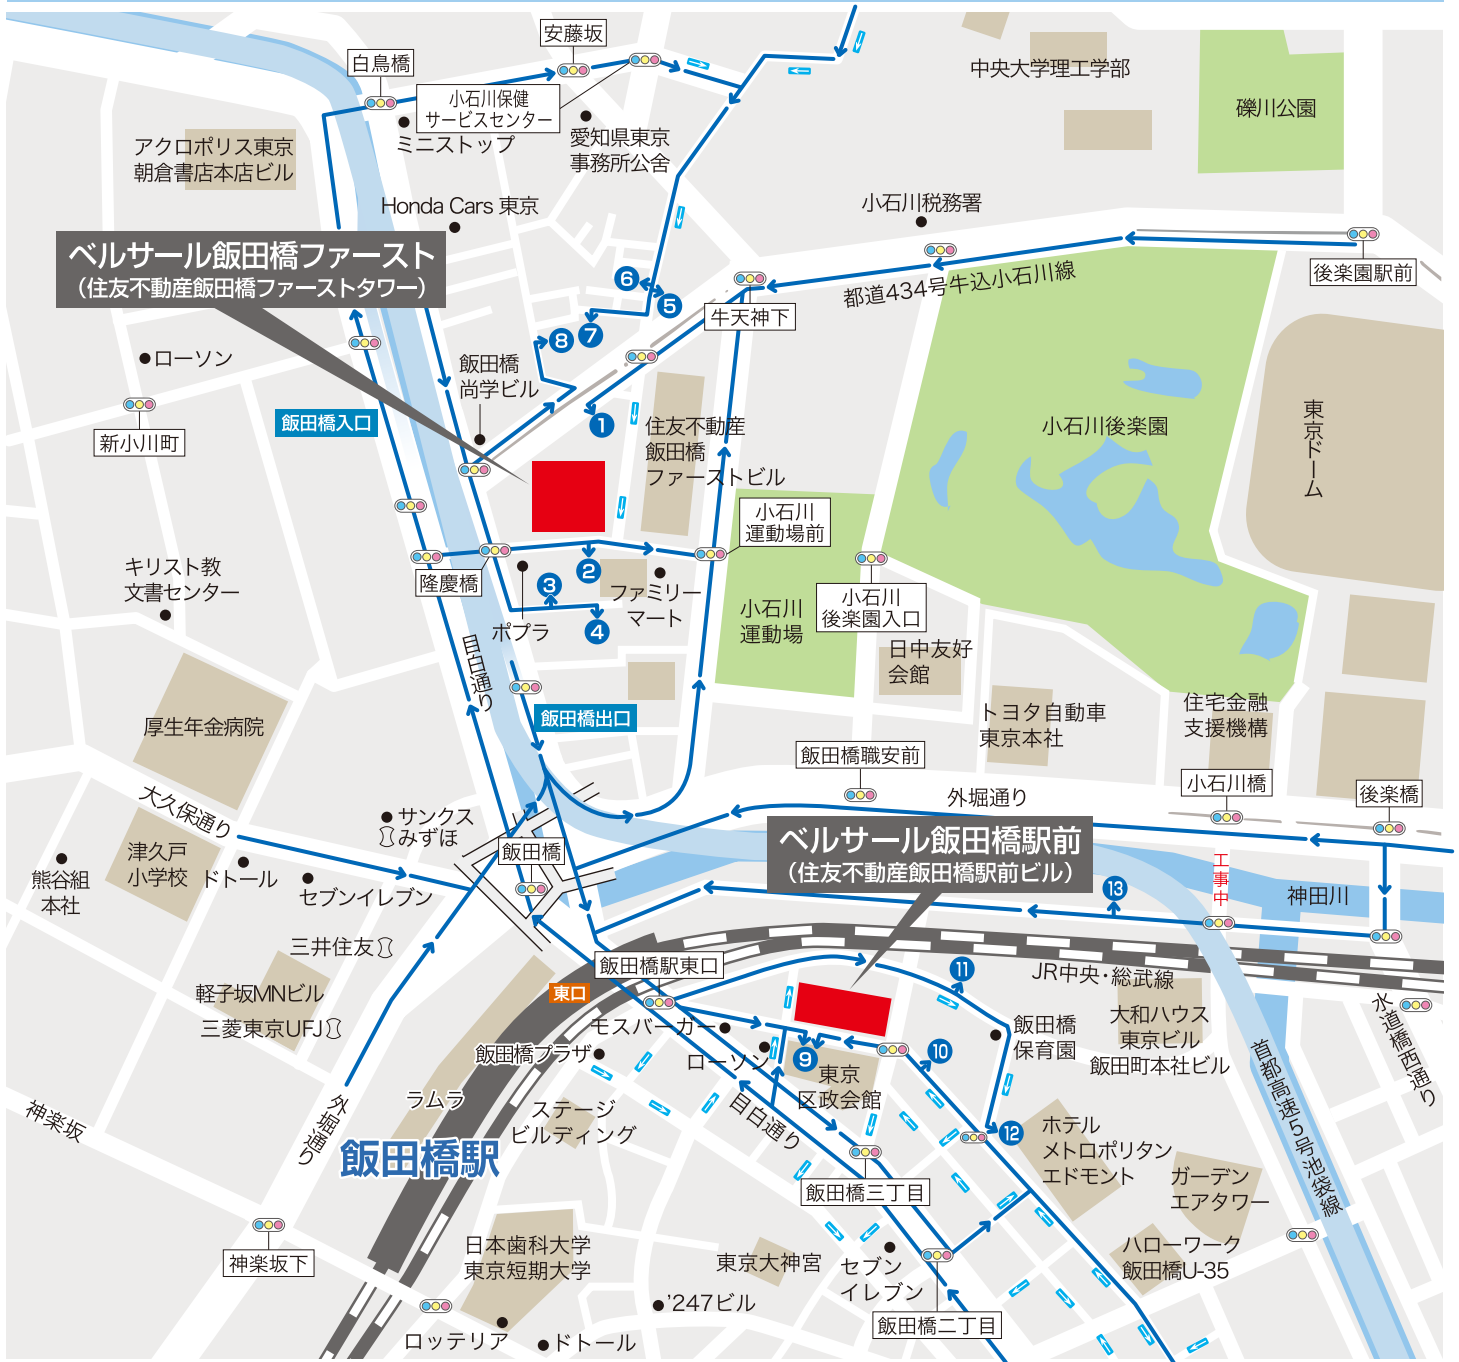 安藤坂
白鳥橋
小石川保健
サービスセンター
ミニストップ
愛知県東京
事務所公舎
中央大学理工学部
礫川公園
アクロポリス東京
朝倉書店本店ビル
Honda Cars 東京
小石川税務署
ベルサール飯田橋ファースト
(住友不動産飯田橋ファーストタワー)
後楽園駅前
都道434号牛込小石川線
牛天神下
6
5
7
8
1
ローソン
飯田橋
尚学ビル
飯田橋入口
新小川町
住友不動産
飯田橋
ファーストビル
小石川後楽園
東京ドーム
小石川
運動場前
キリスト教
文書センター
隆慶橋
2
3
4
ポプラ
ファミリー
マート
小石川
運動場
小石川
後楽園入口
日中友好
会館
目白通り
飯田橋出口
厚生年金病院
トヨタ自動車
東京本社
住宅金融
支援機構
飯田橋職安前
小石川橋
後楽橋
外堀通り
大久保通り
サンクス
みずほ
飯田橋
ベルサール飯田橋駅前
(住友不動産飯田橋駅前ビル)
工事中
神田川
熊谷組
本社
津久戸
小学校
ドトール
セブンイレブン
13
三井住友
飯田橋駅東口
JR中央・総武線
東口
11
軽子坂MNビル
三菱東京UFJ
モスバーガー
飯田橋プラザ
ローソン
9
10
飯田橋
保育園
大和ハウス
東京ビル
飯田町本社ビル
水道橋西通り
首都高速5号池袋線
東京
区政会館
目白通り
ラムラ
ステージ
ビルディング
12
ホテル
メトロポリタン
エドモント
神楽坂
外堀通り
飯田橋駅
飯田橋三丁目
ガーデン
エアタワー
神楽坂下
日本歯科大学
東京短期大学
東京大神宮
セブン
イレブン
ハローワーク
飯田橋U-35
'247ビル
飯田橋二丁目
ロッテリア
ドトール